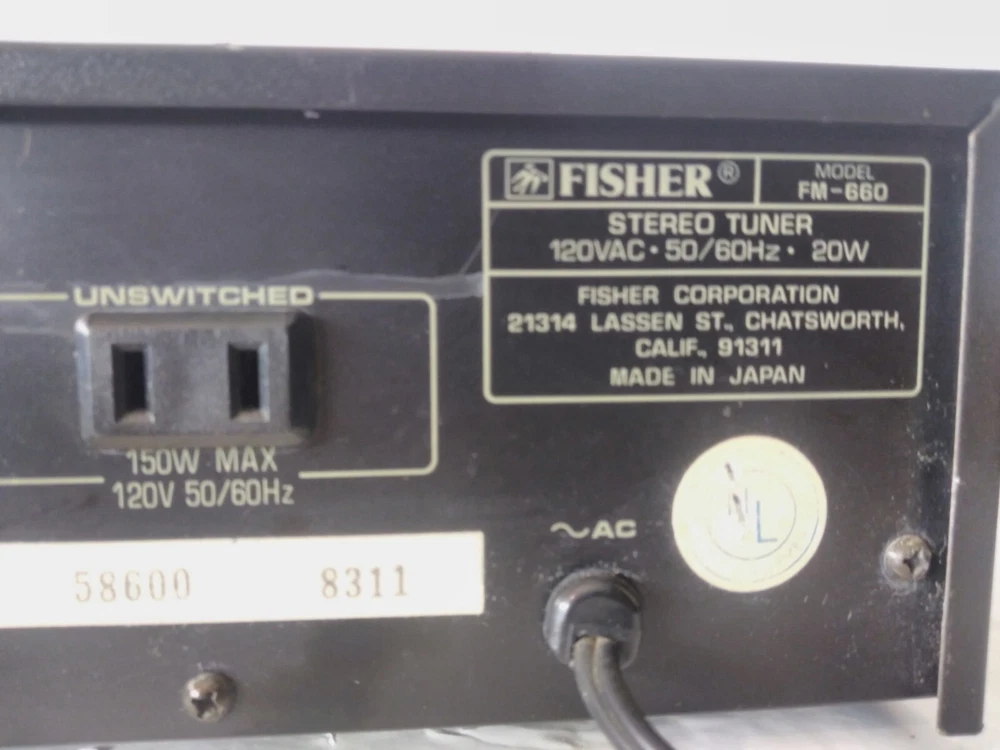 FISHER®
MODEL
FM-660
STEREO TUNER
120VAC • 50/60Hz • 20W
FISHER CORPORATION
21314 LASSEN ST., CHATSWORTH,
CALIF., 91311
MADE IN JAPAN
UNSWITCHED
150W MAX
120V 50/60Hz
~AC
58600 8311